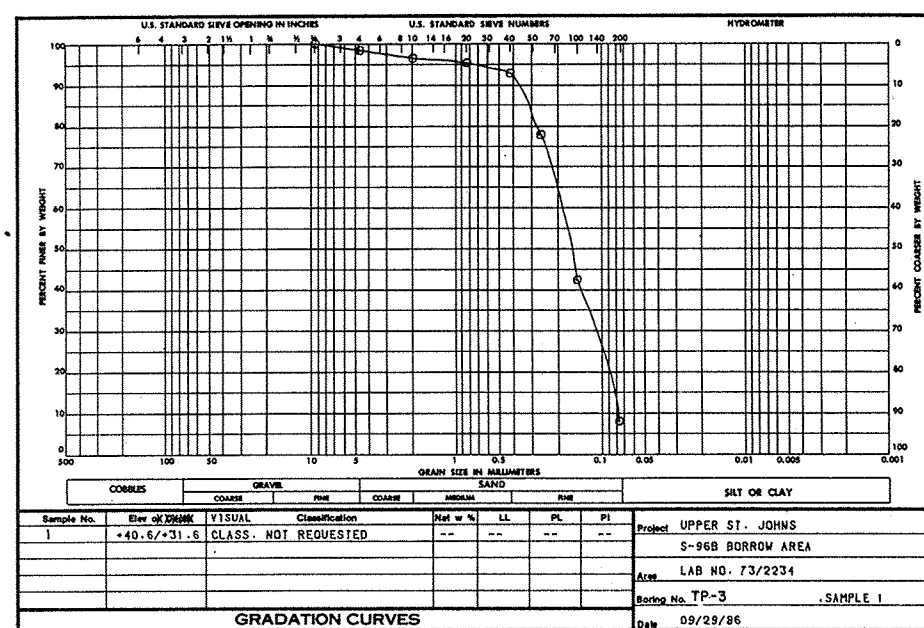 U.S. STANDARD SIEVE OPENING IN INCHES U.S. STANDARD SIEVE NUMBERS HYDROMETER
6 4 3 2 1½ 1 ¾ ½ ⅜ 3 4 6 8 10 14 16 20 30 40 50 70 100 140 200
100 90 80 70 60 50 40 30 20 10 0
PERCENT FINER BY WEIGHT
0 10 20 30 40 50 60 70 80 90 100
PERCENT COARSER BY WEIGHT
500 100 50 10 5 1 0.5 0.1 0.05 0.01 0.005 0.001
GRAIN SIZE IN MILLIMETERS
COBBLES GRAVEL SAND SILT OR CLAY
COARSE FINE COARSE MEDIUM FINE
Sample No. Elev or VISUAL Classification Nat w % LL PL PI
1 +40.6/+31.6 CLASS. NOT REQUESTED -- -- -- --
Project UPPER ST. JOHNS
S-96B BORROW AREA
Area LAB NO. 73/2234
Boring No. TP-3 .SAMPLE 1
Date 09/29/86
GRADATION CURVES